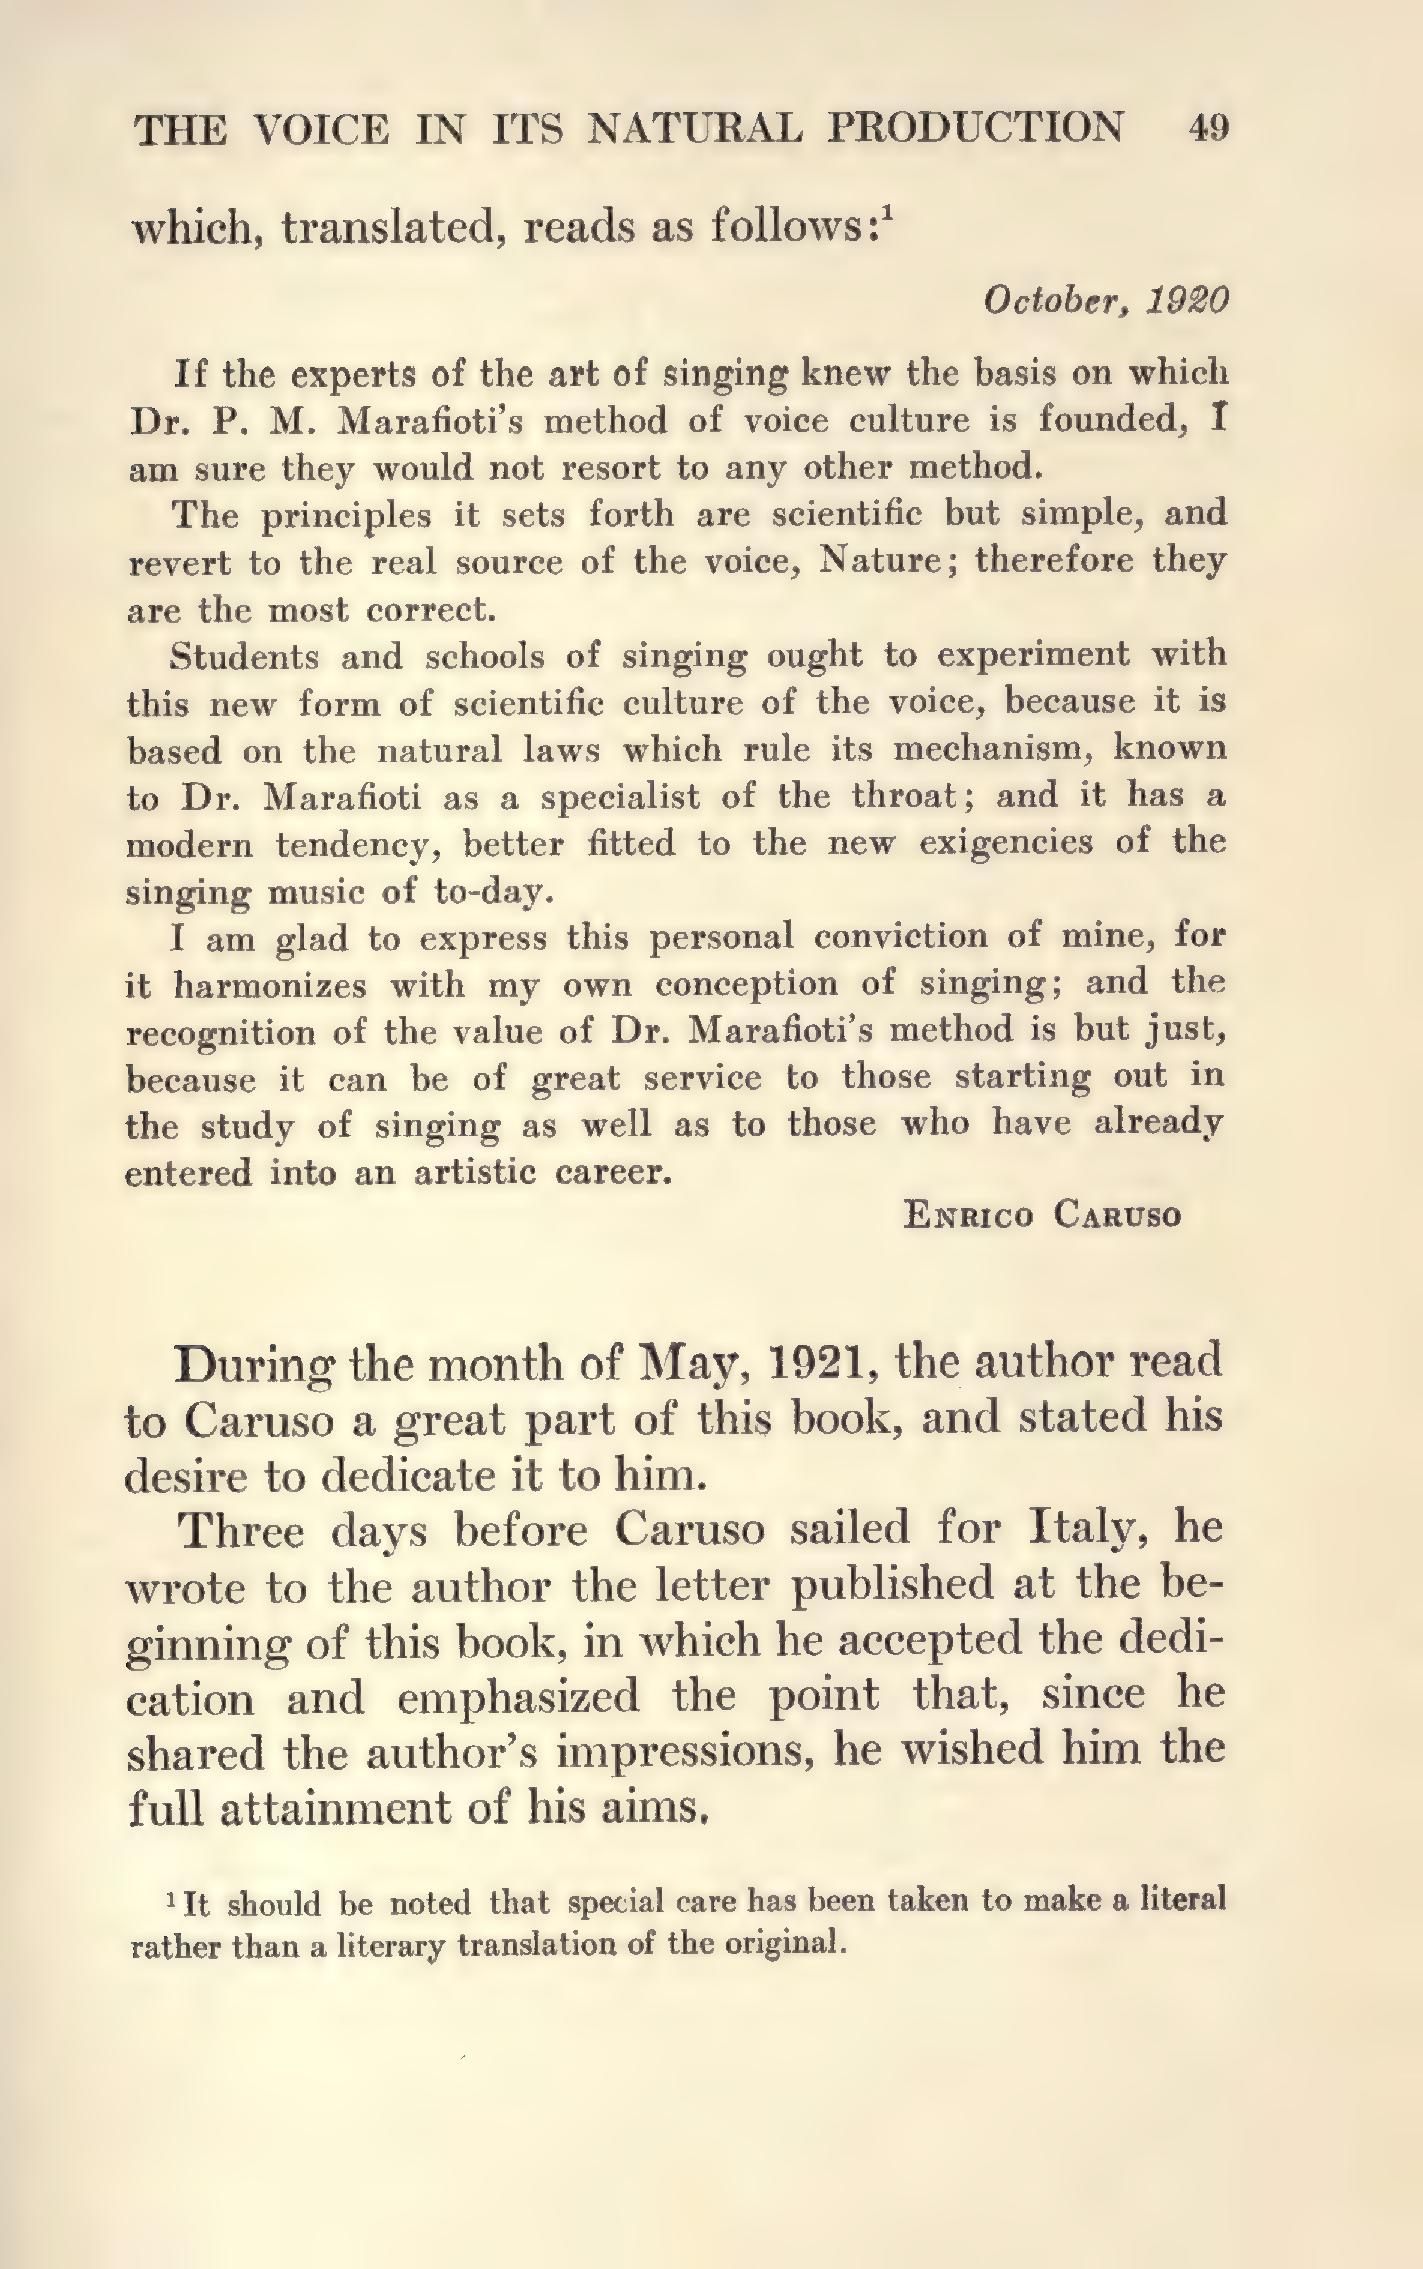 THE VOICE IN ITS NATURAL PRODUCTION 49
which, translated, reads as follows:¹
October, 1920
If the experts of the art of singing knew the basis on which
Dr. P. M. Marafioti's method of voice culture is founded, I
am sure they would not resort to any other method.
The principles it sets forth are scientific but simple, and
revert to the real source of the voice, Nature; therefore they
are the most correct.
Students and schools of singing ought to experiment with
this new form of scientific culture of the voice, because it is
based on the natural laws which rule its mechanism, known
to Dr. Marafioti as a specialist of the throat; and it has a
modern tendency, better fitted to the new exigencies of the
singing music of to-day.
I am glad to express this personal conviction of mine, for
it harmonizes with my own conception of singing; and the
recognition of the value of Dr. Marafioti's method is but just,
because it can be of great service to those starting out in
the study of singing as well as to those who have already
entered into an artistic career.
ENRICO CARUSO
During the month of May, 1921, the author read
to Caruso a great part of this book, and stated his
desire to dedicate it to him.
Three days before Caruso sailed for Italy, he
wrote to the author the letter published at the be-
ginning of this book, in which he accepted the dedi-
cation and emphasized the point that, since he
shared the author's impressions, he wished him the
full attainment of his aims.
¹ It should be noted that special care has been taken to make a literal
rather than a literary translation of the original.